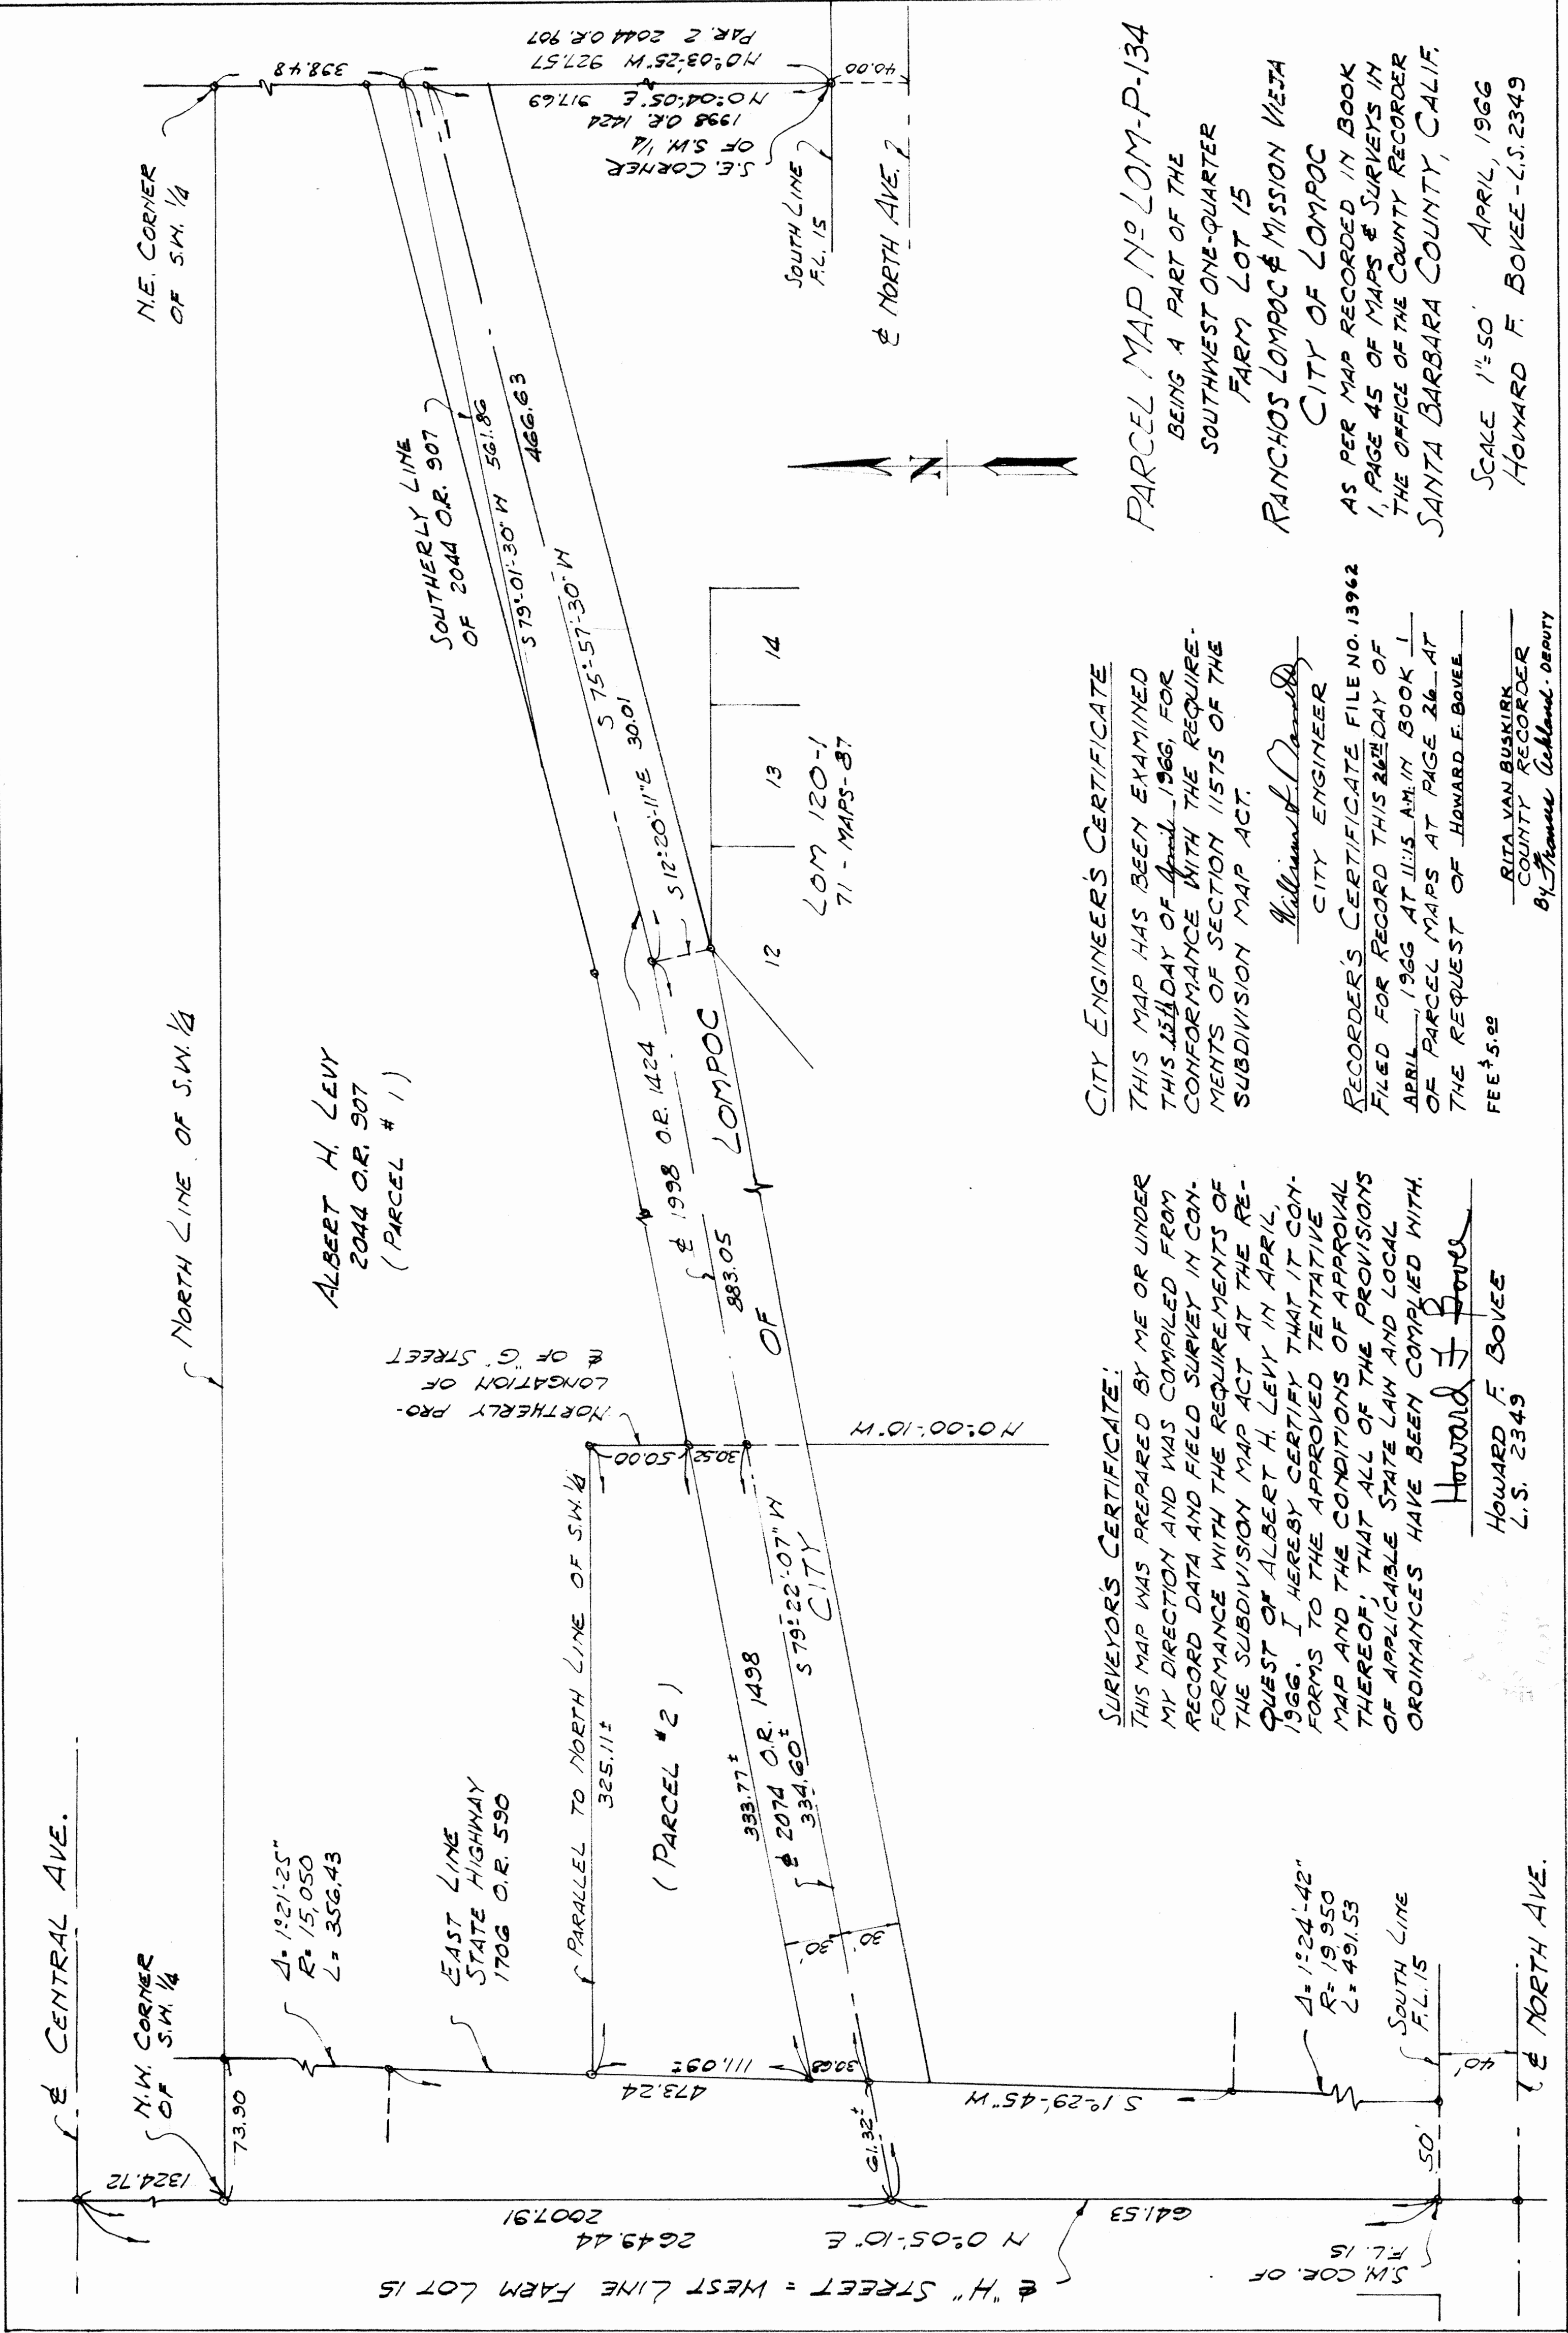 ℄ CENTRAL AVE.
1324.72
N.W. CORNER
OF S.W. 1/4
73.90
NORTH LINE OF S.W. 1/4
N.E. CORNER
OF S.W. 1/4
398.48
Δ= 1°-21'-25"
R= 15,050
L= 356.43
EAST LINE
STATE HIGHWAY
1706 O.R. 590
ALBERT H. LEVY
2044 O.R. 907
(PARCEL # 1)
SOUTHERLY LINE
OF 2044 O.R. 907
PARALLEL TO NORTH LINE OF S.W. 1/4
325.11±
NORTHERLY PRO-
LONGATION OF
℄ OF "G" STREET
50.00
30.52
N 0°-00'-10" W
(PARCEL #2)
333.77±
℄ 2074 O.R. 1498
334.60±
S 79°-22'-07" W
30'
30'
CITY OF LOMPOC
℄ 1998 O.R. 1424
883.05
S 12°-20'-11" E 30.01
S 75°-57'-30" W
466.63
S 79°-01'-30" W 561.86
12
13
14
LOM 120-1
71 - MAPS - 87
N 0°-03'-25" W 927.57
PAR. 2 2044 O.R. 907
N 0°-04'-05" E 917.69
1998 O.R. 1424
S.E. CORNER
OF S.W. 1/4
40.00
SOUTH LINE
F.L. 15
℄ NORTH AVE.
N
111.09±
473.24
30.68
61.32±
S 1°-29'-45" W
Δ= 1°-24'-42"
R= 19,950
L= 491.53
SOUTH LINE
F.L. 15
50'
40'
℄ NORTH AVE.
℄ "H" STREET = WEST LINE FARM LOT 15
N 0°-05'-10" E
2649.44
2007.91
641.53
S.W. COR. OF
F.L. 15
SURVEYOR'S CERTIFICATE:
THIS MAP WAS PREPARED BY ME OR UNDER
MY DIRECTION AND WAS COMPILED FROM
RECORD DATA AND FIELD SURVEY IN CON-
FORMANCE WITH THE REQUIREMENTS OF
THE SUBDIVISION MAP ACT AT THE RE-
QUEST OF ALBERT H. LEVY IN APRIL,
1966. I HEREBY CERTIFY THAT IT CON-
FORMS TO THE APPROVED TENTATIVE
MAP AND THE CONDITIONS OF APPROVAL
THEREOF; THAT ALL OF THE PROVISIONS
OF APPLICABLE STATE LAW AND LOCAL
ORDINANCES HAVE BEEN COMPLIED WITH.
Howard F Bovee
HOWARD F. BOVEE
L.S. 2349
CITY ENGINEER'S CERTIFICATE
THIS MAP HAS BEEN EXAMINED
THIS 25th DAY OF April 1966, FOR
CONFORMANCE WITH THE REQUIRE-
MENTS OF SECTION 11575 OF THE
SUBDIVISION MAP ACT.
William
CITY ENGINEER
RECORDER'S CERTIFICATE FILE NO. 13962
FILED FOR RECORD THIS 26TH DAY OF
APRIL, 1966 AT 11:15 A.M. IN BOOK 1
OF PARCEL MAPS AT PAGE 26 AT
THE REQUEST OF HOWARD F. BOVEE
FEE $5.00
RITA VAN BUSKIRK
COUNTY RECORDER
By Ashland - DEPUTY
PARCEL MAP Nº LOM-P-134
BEING A PART OF THE
SOUTHWEST ONE-QUARTER
FARM LOT 15
RANCHOS LOMPOC & MISSION VIEJA
CITY OF LOMPOC
AS PER MAP RECORDED IN BOOK
1, PAGE 45 OF MAPS & SURVEYS IN
THE OFFICE OF THE COUNTY RECORDER
SANTA BARBARA COUNTY, CALIF.
SCALE 1"=50' APRIL, 1966
HOWARD F. BOVEE - L.S. 2349